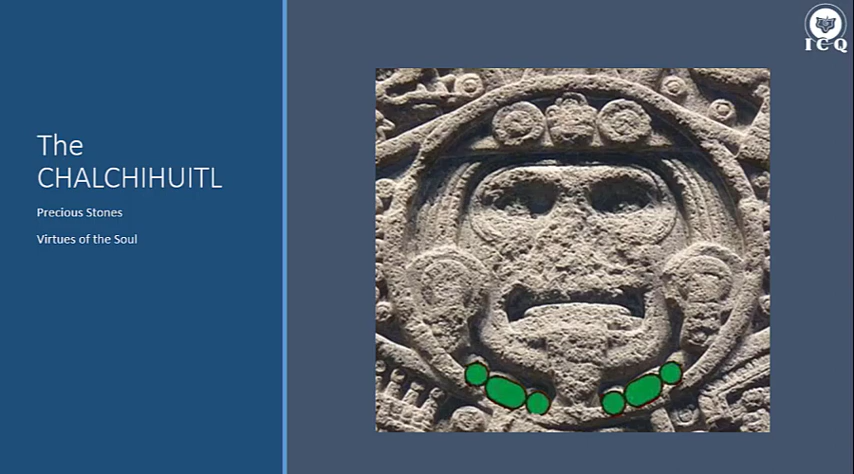 The
CHALCHIHUITL
Precious Stones
Virtues of the Soul
ICQ